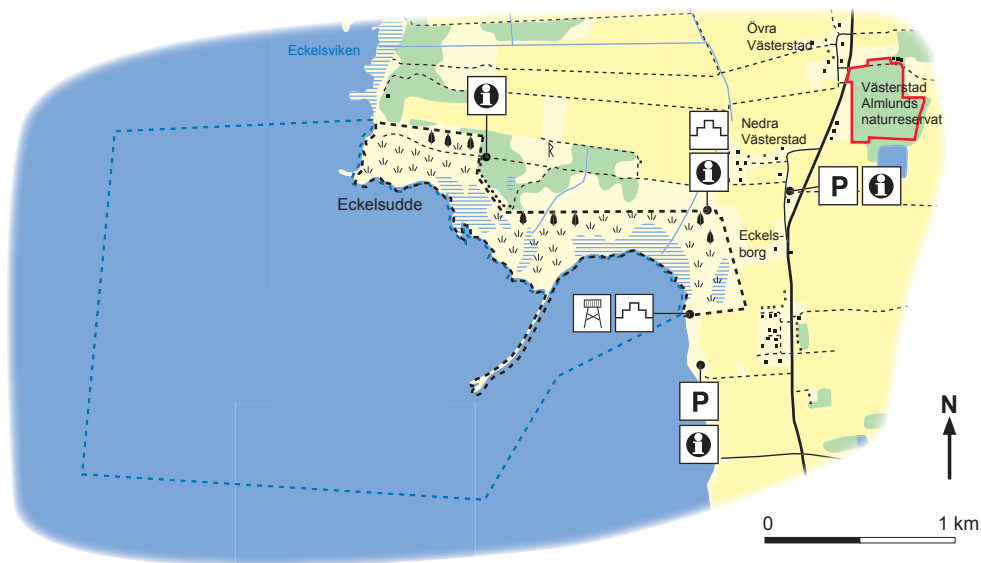 Eckelsviken
Övra
Västerstad
Västerstad
Almlunds
naturreservat
Nedra
Västerstad
i
i
P i
R
Eckelsudde
Eckels-
borg
P
i
N
0 1 km